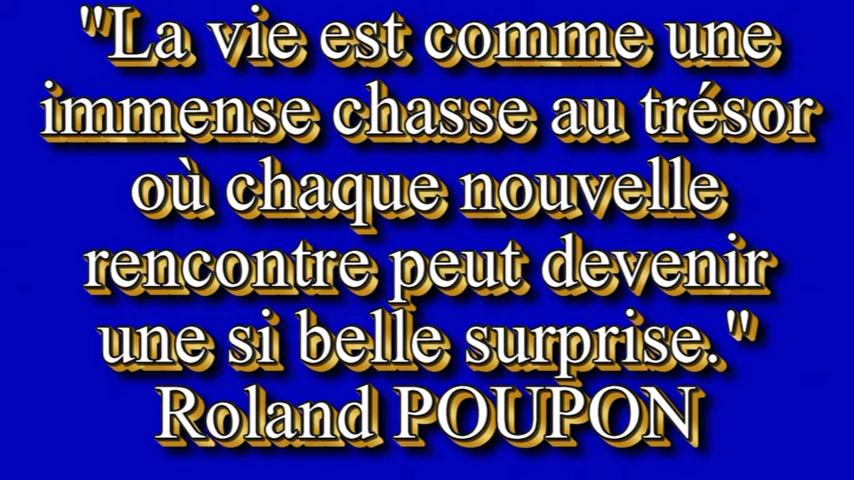 "La vie est comme une
immense chasse au trésor
où chaque nouvelle
rencontre peut devenir
une si belle surprise."
Roland POUPON